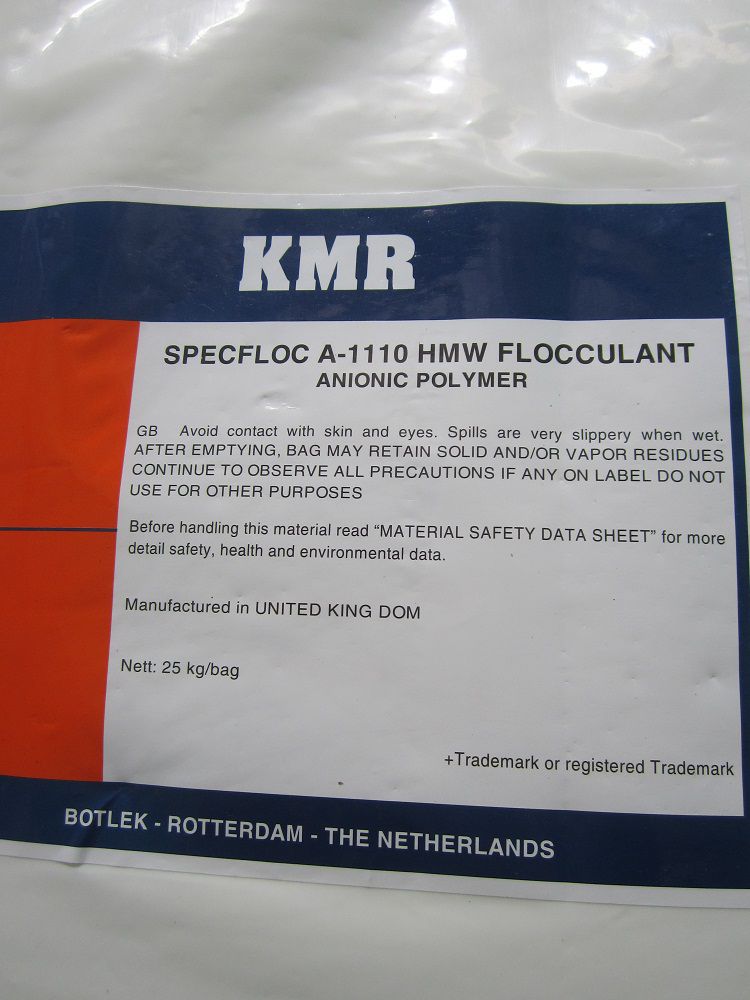 KMR
SPECFLOC A-1110 HMW FLOCCULANT
ANIONIC POLYMER
GB Avoid contact with skin and eyes. Spills are very slippery when wet.
AFTER EMPTYING, BAG MAY RETAIN SOLID AND/OR VAPOR RESIDUES
CONTINUE TO OBSERVE ALL PRECAUTIONS IF ANY ON LABEL DO NOT
USE FOR OTHER PURPOSES
Before handling this material read “MATERIAL SAFETY DATA SHEET” for more
detail safety, health and environmental data.
Manufactured in UNITED KING DOM
Nett: 25 kg/bag
+Trademark or registered Trademark
BOTLEK - ROTTERDAM - THE NETHERLANDS